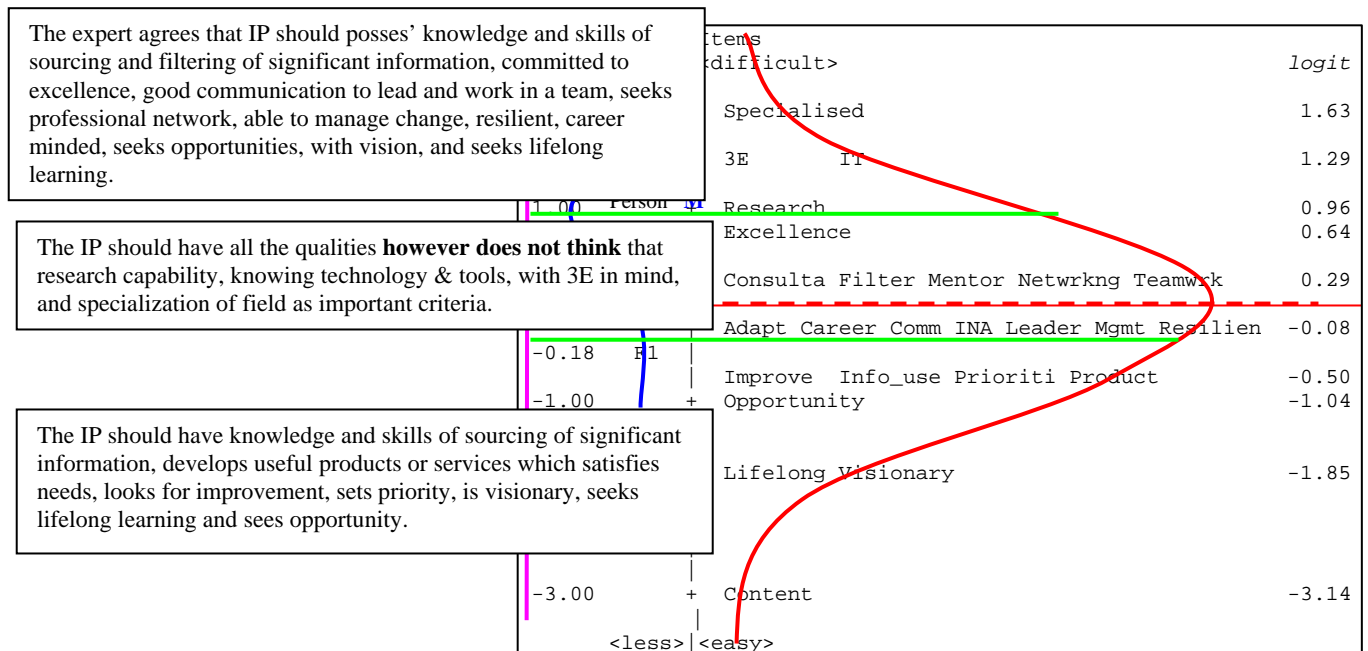 The expert agrees that IP should posses’ knowledge and skills of
sourcing and filtering of significant information, committed to
excellence, good communication to lead and work in a team, seeks
professional network, able to manage change, resilient, career
minded, seeks opportunities, with vision, and seeks lifelong
learning.
Items
<difficult> logit
Specialised 1.63
3E IT 1.29
1.00 Person M + Research 0.96
Excellence 0.64
The IP should have all the qualities however does not think that
research capability, knowing technology & tools, with 3E in mind,
and specialization of field as important criteria.
Consulta Filter Mentor Netwrkng Teamwrk 0.29
| Adapt Career Comm INA Leader Mgmt Resilien -0.08
-0.18 F1 |
| Improve Info_use Prioriti Product -0.50
-1.00 + Opportunity -1.04
The IP should have knowledge and skills of sourcing of significant
information, develops useful products or services which satisfies
needs, looks for improvement, sets priority, is visionary, seeks
lifelong learning and sees opportunity.
Lifelong Visionary -1.85
|
-3.00 + Content -3.14
|
<less>|<easy>